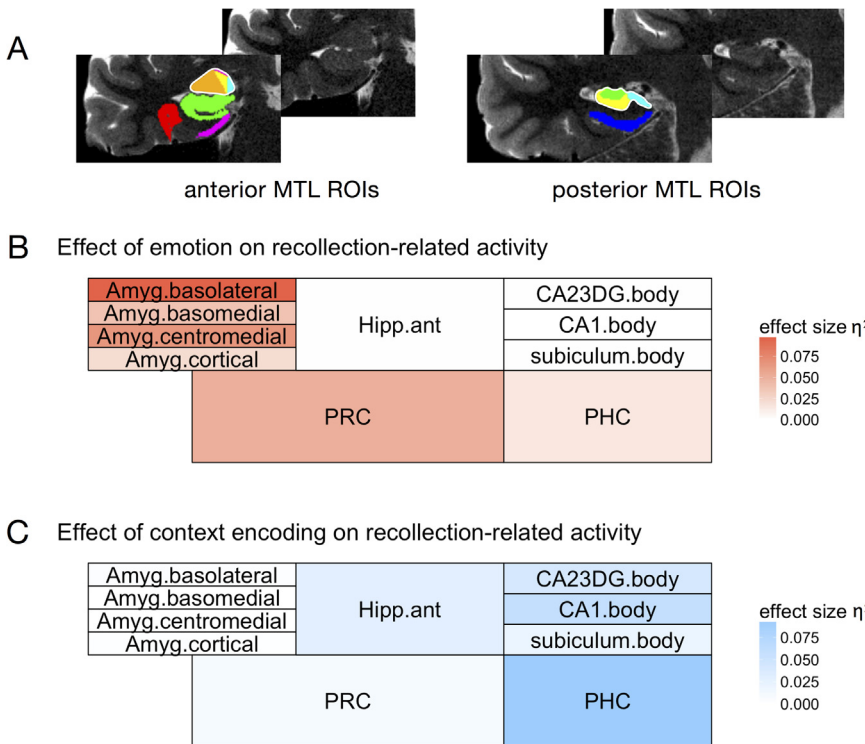 A
anterior MTL ROIs
posterior MTL ROIs
B Effect of emotion on recollection-related activity
Amyg.basolateral
Amyg.basomedial
Amyg.centromedial
Amyg.cortical
Hipp.ant
CA23DG.body
CA1.body
subiculum.body
PRC
PHC
effect size η²
0.075
0.050
0.025
0.000
C Effect of context encoding on recollection-related activity
Amyg.basolateral
Amyg.basomedial
Amyg.centromedial
Amyg.cortical
Hipp.ant
CA23DG.body
CA1.body
subiculum.body
PRC
PHC
effect size η
0.075
0.050
0.025
0.000